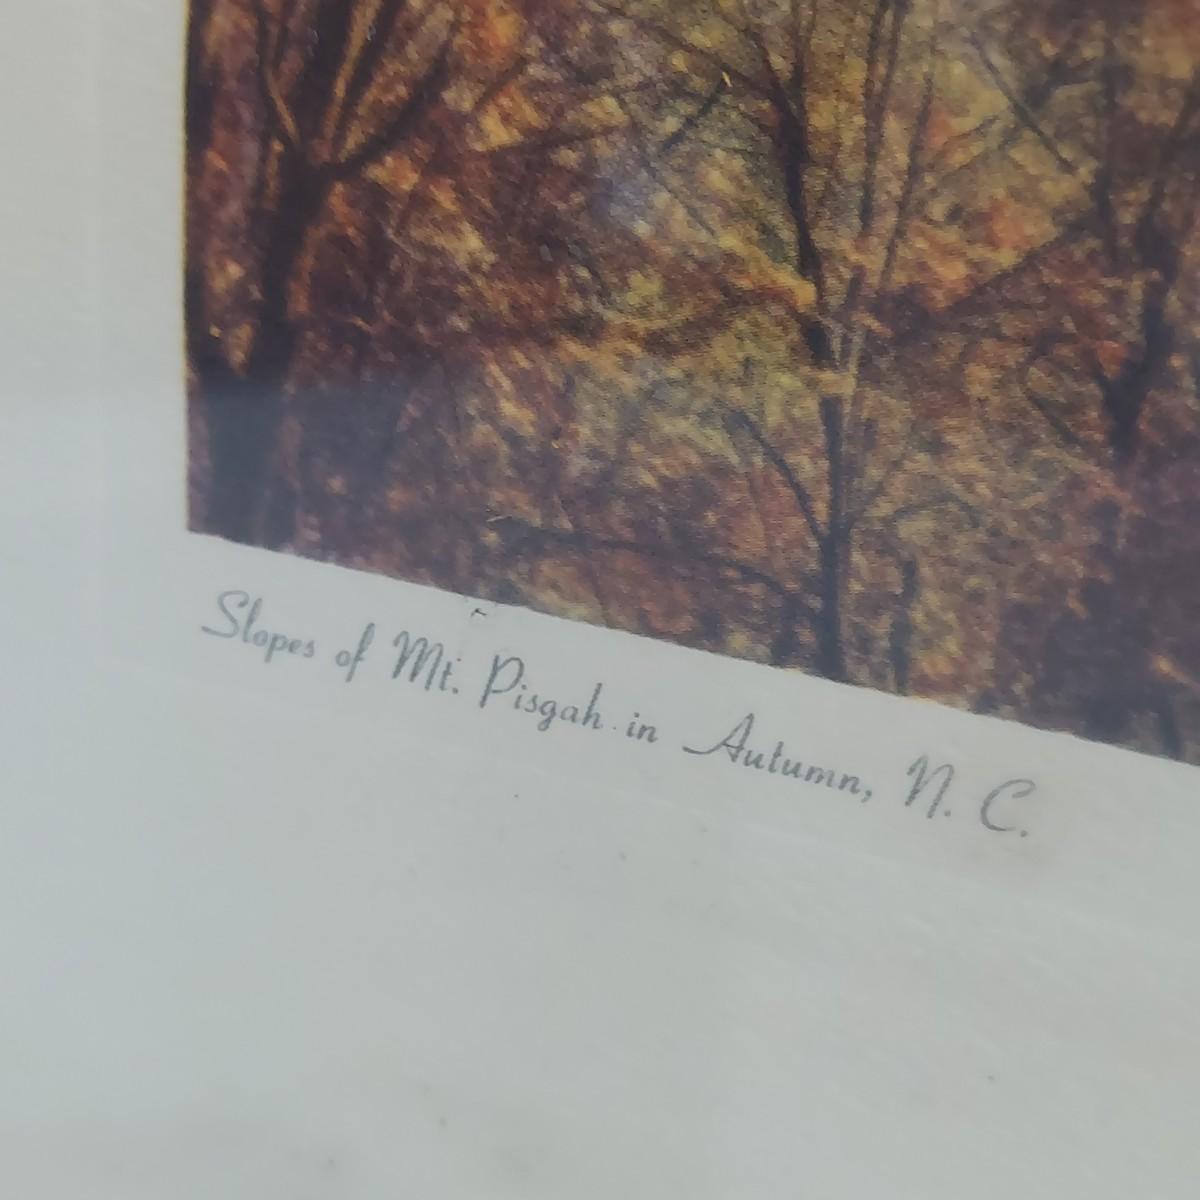 Slopes of Mt. Pisgah in Autumn, N. C.